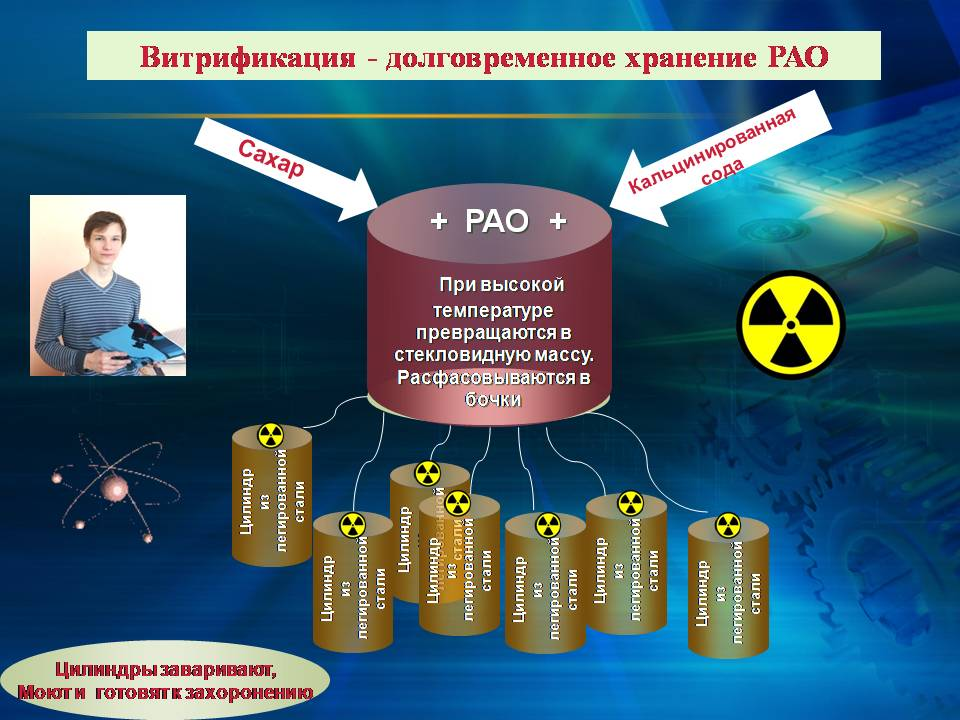 Витрификация - долговременное хранение РАО
Сахар
Кальцинированная
сода
+ РАО +
При высокой
температуре
превращаются в
стекловидную массу.
Расфасовываются в
бочки
Цилиндр
из
легированной
стали
Цилиндр
из
легированной
стали
Цилиндр
легированной
стали
Цилиндр
из
легированной
стали
Цилиндр
из
легированной
стали
Цилиндр
из
легированной
стали
Цилиндр
из
легированной
стали
Цилиндры заваривают,
Моют и готовят к захоронению